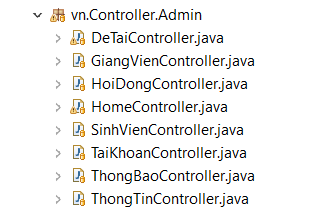 vn.Controller.Admin
DeTaiController.java
GiangVienController.java
HoiDongController.java
HomeController.java
SinhVienController.java
TaiKhoanController.java
ThongBaoController.java
ThongTinController.java